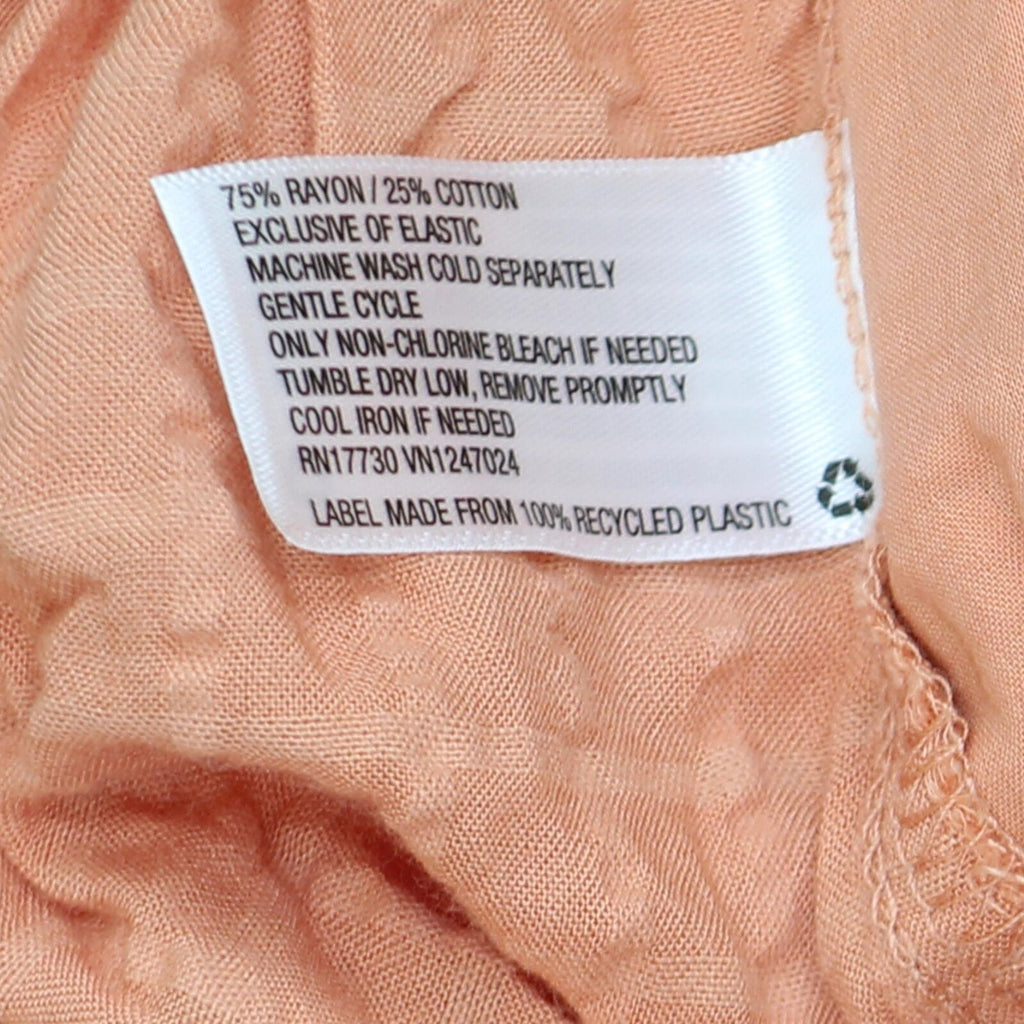 75% RAYON / 25% COTTON
EXCLUSIVE OF ELASTIC
MACHINE WASH COLD SEPARATELY
GENTLE CYCLE
ONLY NON-CHLORINE BLEACH IF NEEDED
TUMBLE DRY LOW, REMOVE PROMPTLY
COOL IRON IF NEEDED
RN17730 VN1247024
LABEL MADE FROM 100% RECYCLED PLASTIC